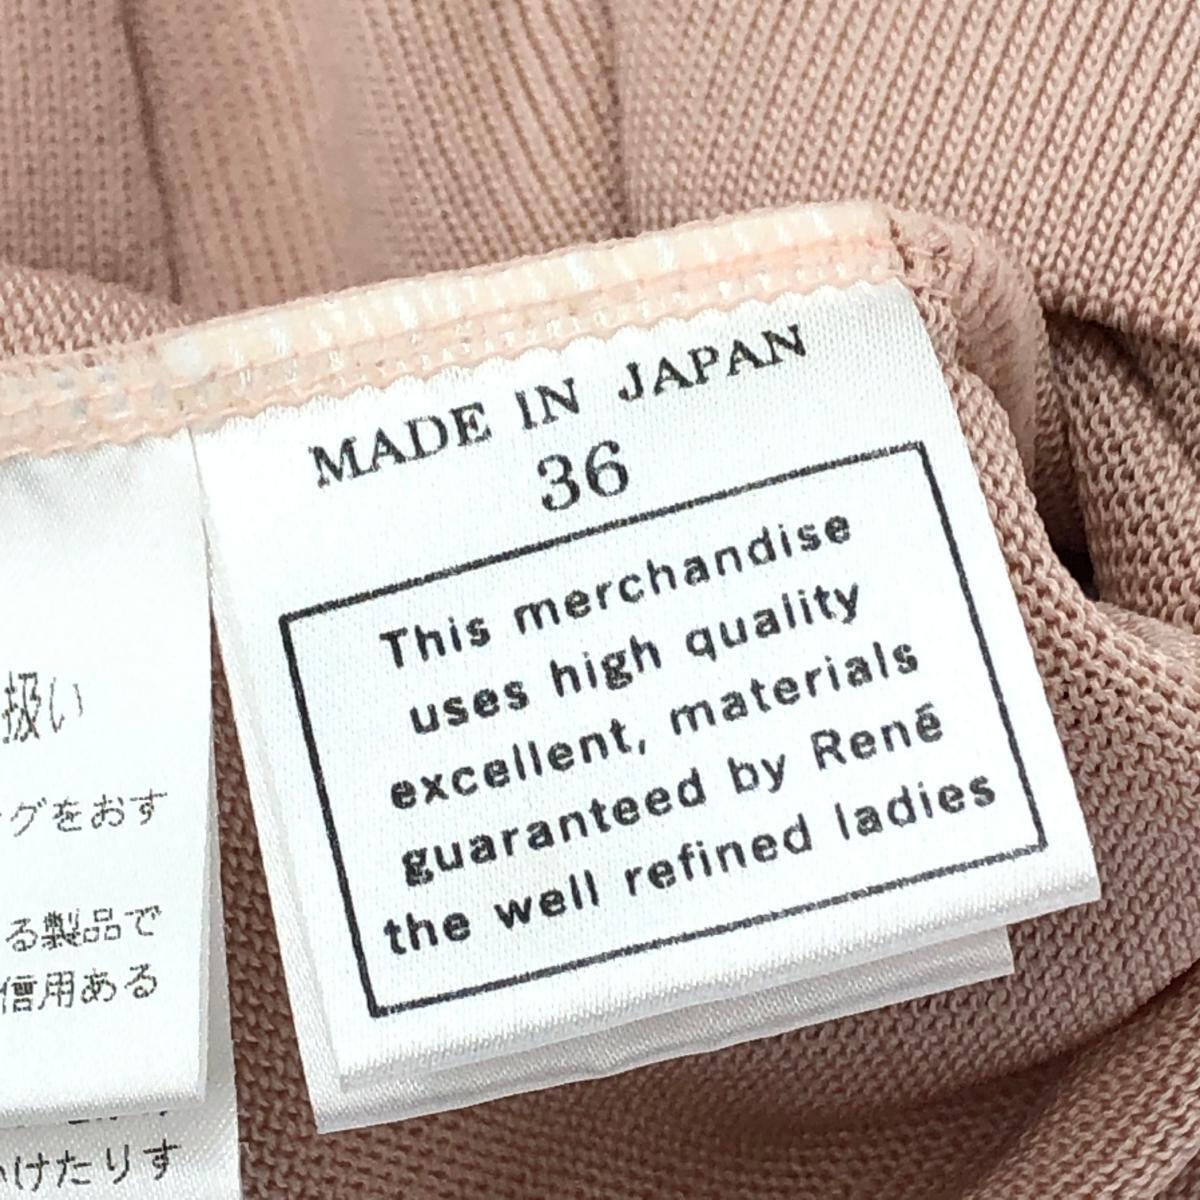 MADE IN JAPAN
36
This merchandise
uses high quality
excellent, materials
guaranteed by René
the well refined ladies
扱い
グをおす
る製品で
信用ある
けたりす